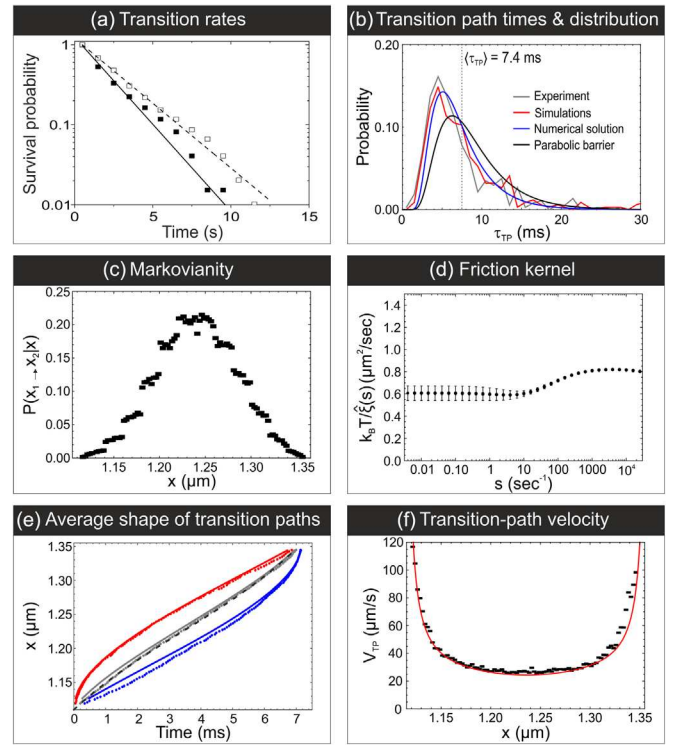 (a) Transition rates
Survival probability
1
0.1
0.01
0 5 10 15
Time (s)
(b) Transition path times & distribution
⟨τTP⟩ = 7.4 ms
Experiment
Simulations
Numerical solution
Parabolic barrier
Probability
0.20
0.10
0.00
0 10 20 30
τTP (ms)
(c) Markovianity
P(x₁→ x₂|x)
0.25
0.20
0.15
0.10
0.05
0.00
1.15 1.20 1.25 1.30 1.35
x (μm)
(d) Friction kernel
kBT/ξ̂(s) (μm²/sec)
1.4
1.2
1.0
0.8
0.6
0.4
0.2
0.0
0.01 0.10 1 10 100 1000 10⁴
s (sec⁻¹)
(e) Average shape of transition paths
x (μm)
1.35
1.30
1.25
1.20
1.15
0 1 2 3 4 5 6 7
Time (ms)
(f) Transition-path velocity
VTP (μm/s)
120
100
80
60
40
20
0
1.15 1.20 1.25 1.30 1.35
x (μm)